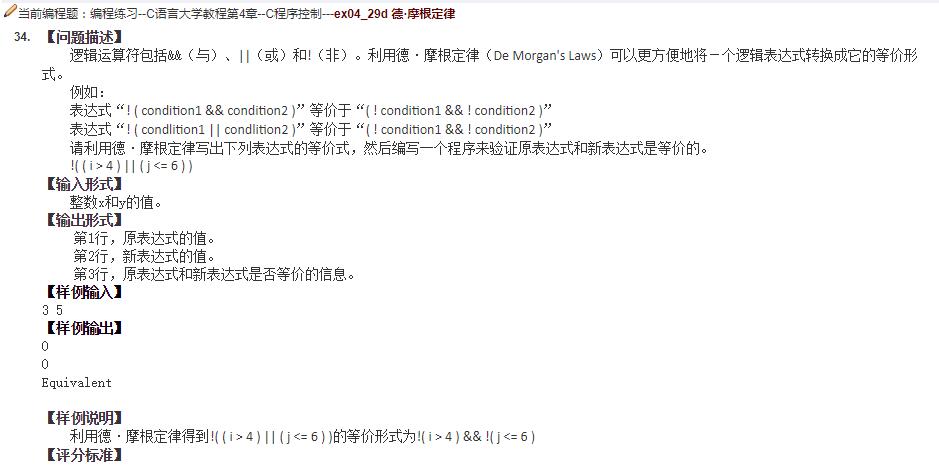 当前编程题：编程练习--C语言大学教程第4章--C程序控制---ex04_29d 德·摩根定律
34. 【问题描述】
逻辑运算符包括&&（与）、||（或）和!（非）。利用德·摩根定律（De Morgan's Laws）可以更方便地将一个逻辑表达式转换成它的等价形
式。
例如：
表达式“! ( condition1 && condition2 )”等价于“( ! condition1 && ! condition2 )”
表达式“! ( condlition1 || condlition2 )”等价于“( ! condition1 && ! condition2 )”
请利用德·摩根定律写出下列表达式的等价式，然后编写一个程序来验证原表达式和新表达式是等价的。
!( ( i > 4 ) || ( j <= 6 ) )
【输入形式】
整数x和y的值。
【输出形式】
第1行，原表达式的值。
第2行，新表达式的值。
第3行，原表达式和新表达式是否等价的信息。
【样例输入】
3 5
【样例输出】
0
0
Equivalent
【样例说明】
利用德·摩根定律得到!( ( i > 4 ) || ( j <= 6 ) )的等价形式为!( i > 4 ) && !( j <= 6 )
【评分标准】